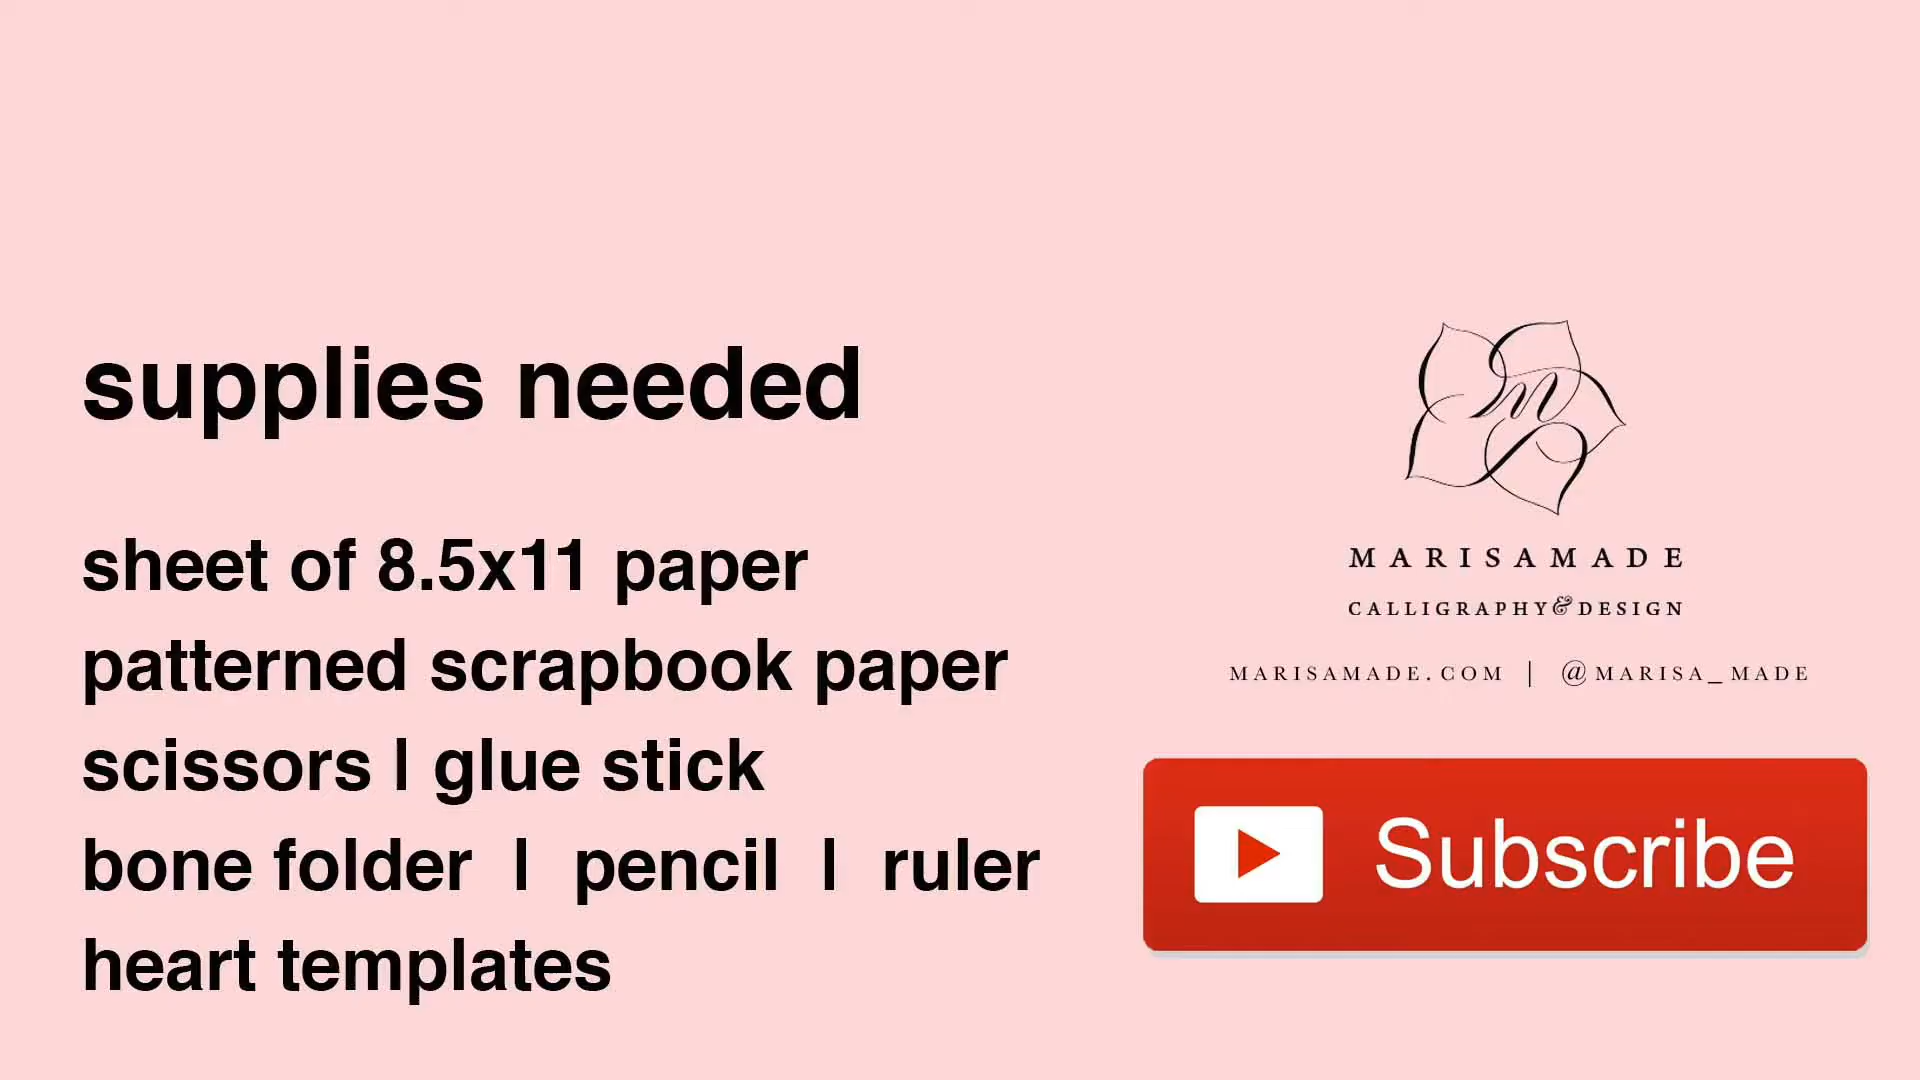 supplies needed
sheet of 8.5x11 paper
patterned scrapbook paper
scissors | glue stick
bone folder | pencil | ruler
heart templates
m
MARISAMADE
CALLIGRAPHY & DESIGN
MARISAMADE.COM | @MARISA_MADE
Subscribe